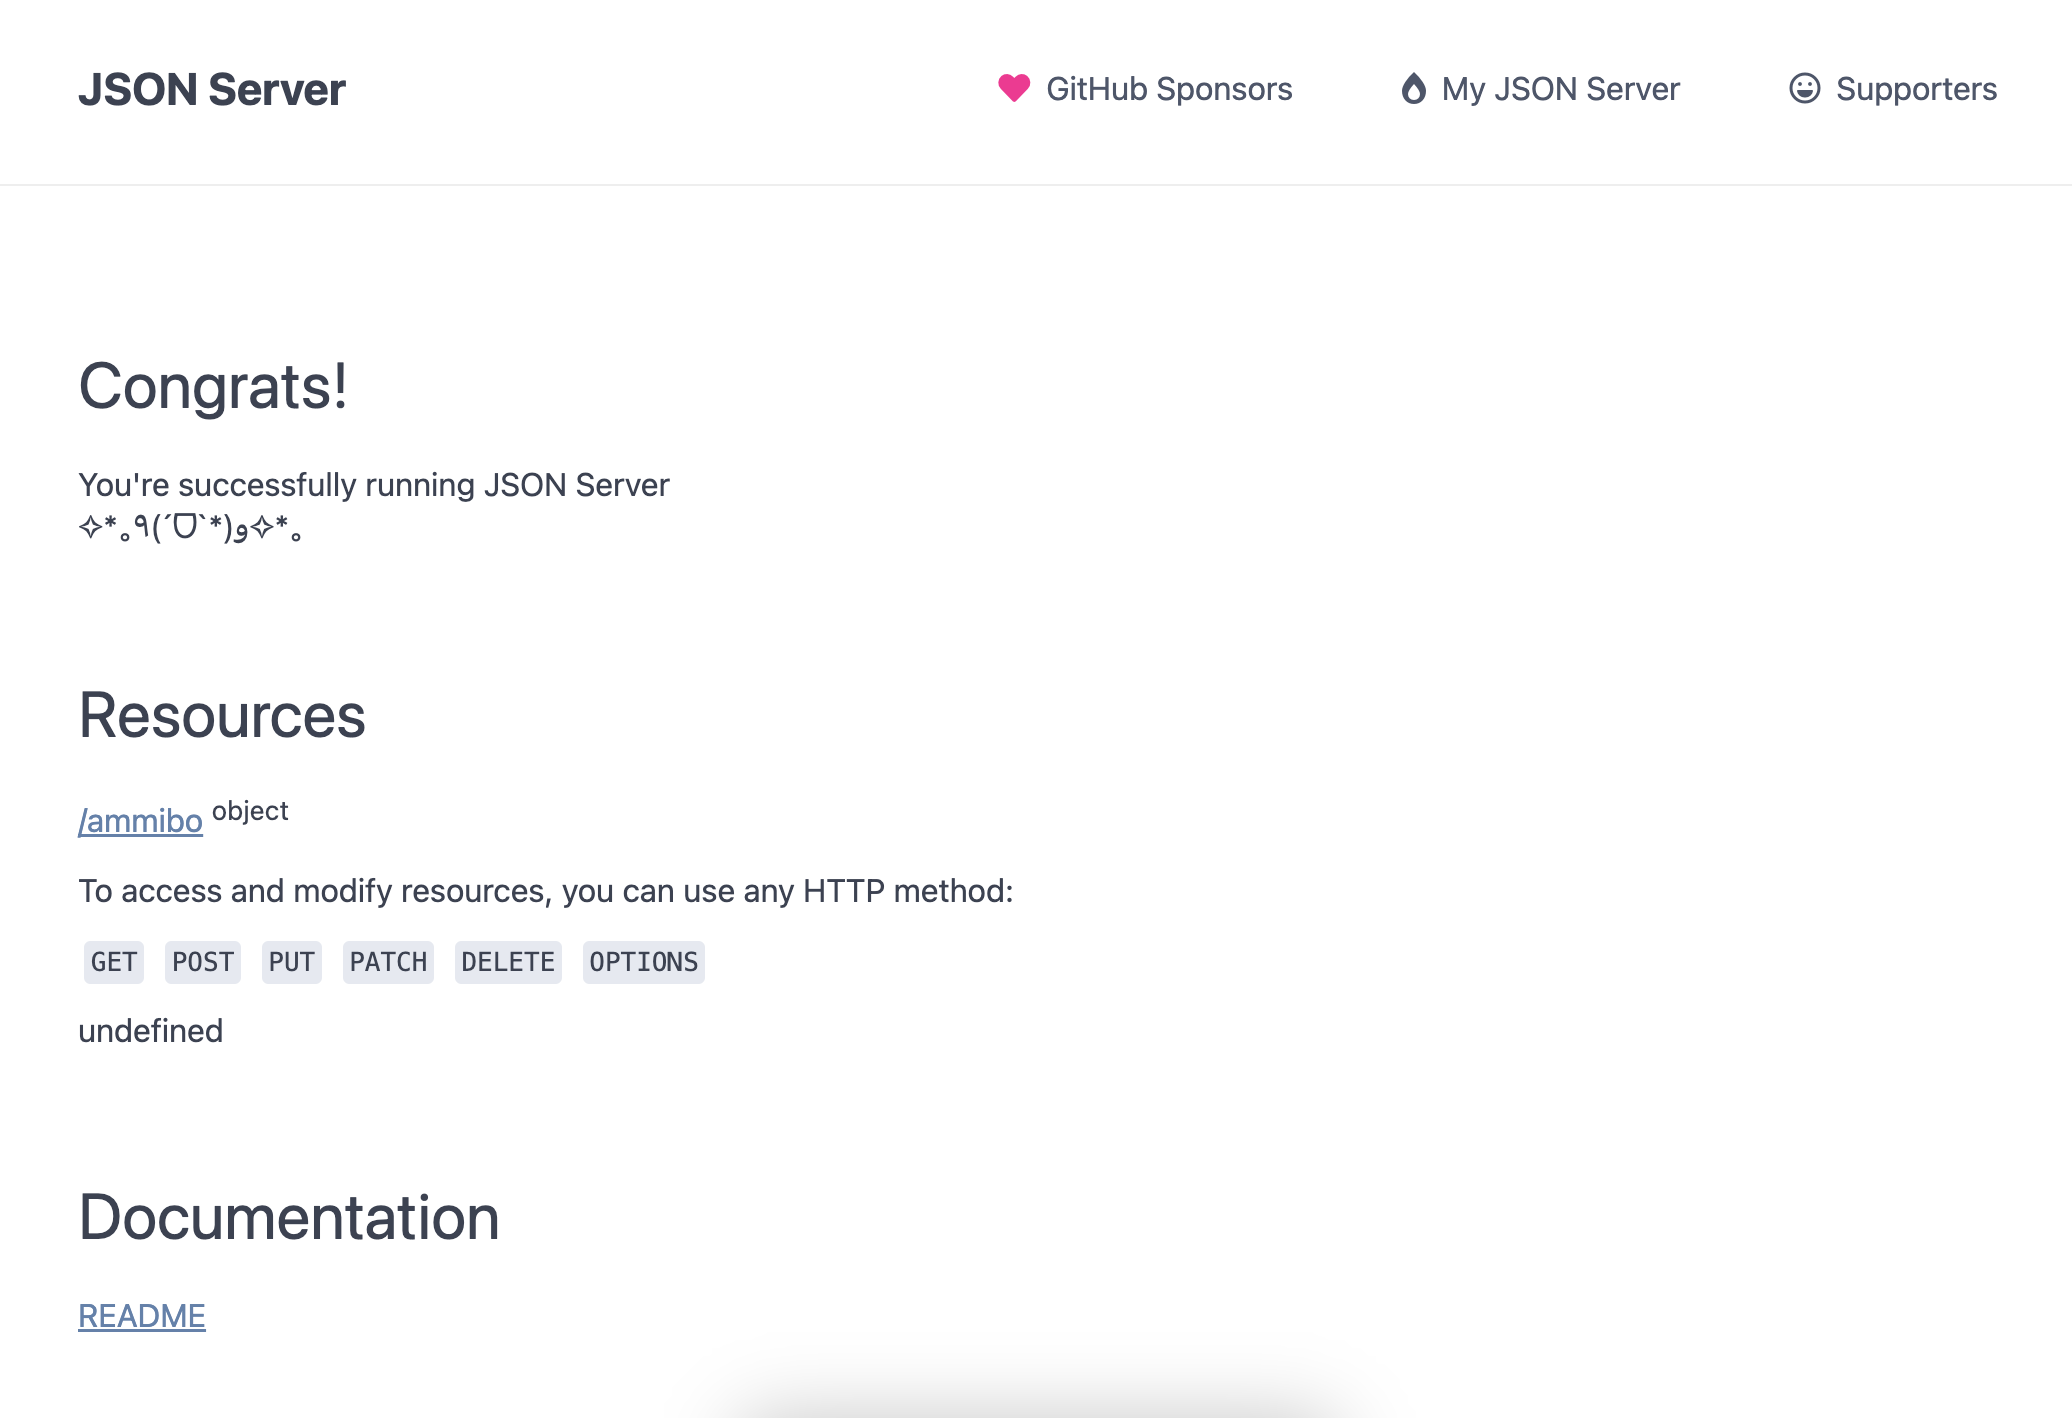 JSON Server
GitHub Sponsors
My JSON Server
Supporters
Congrats!
You're successfully running JSON Server
✧*｡٩(ˊᗜˋ*)و✧*｡
Resources
/ammibo object
To access and modify resources, you can use any HTTP method:
GET POST PUT PATCH DELETE OPTIONS
undefined
Documentation
README